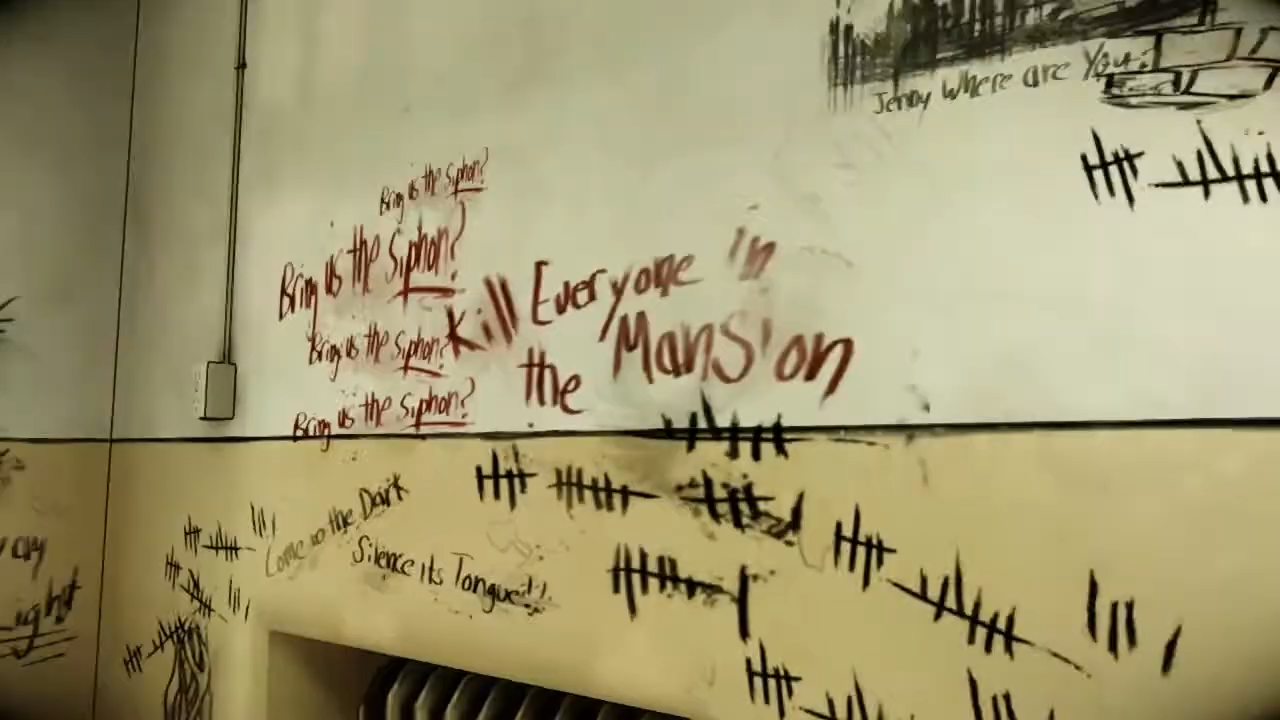 Jenny Where are You?
Bring us the Siphon?
Bring us the Siphon?
Bring us the Siphon?
Bring us the Siphon?
Kill Everyone in
the Mansion
Come to the Dark
Silence its Tongue!!
Light